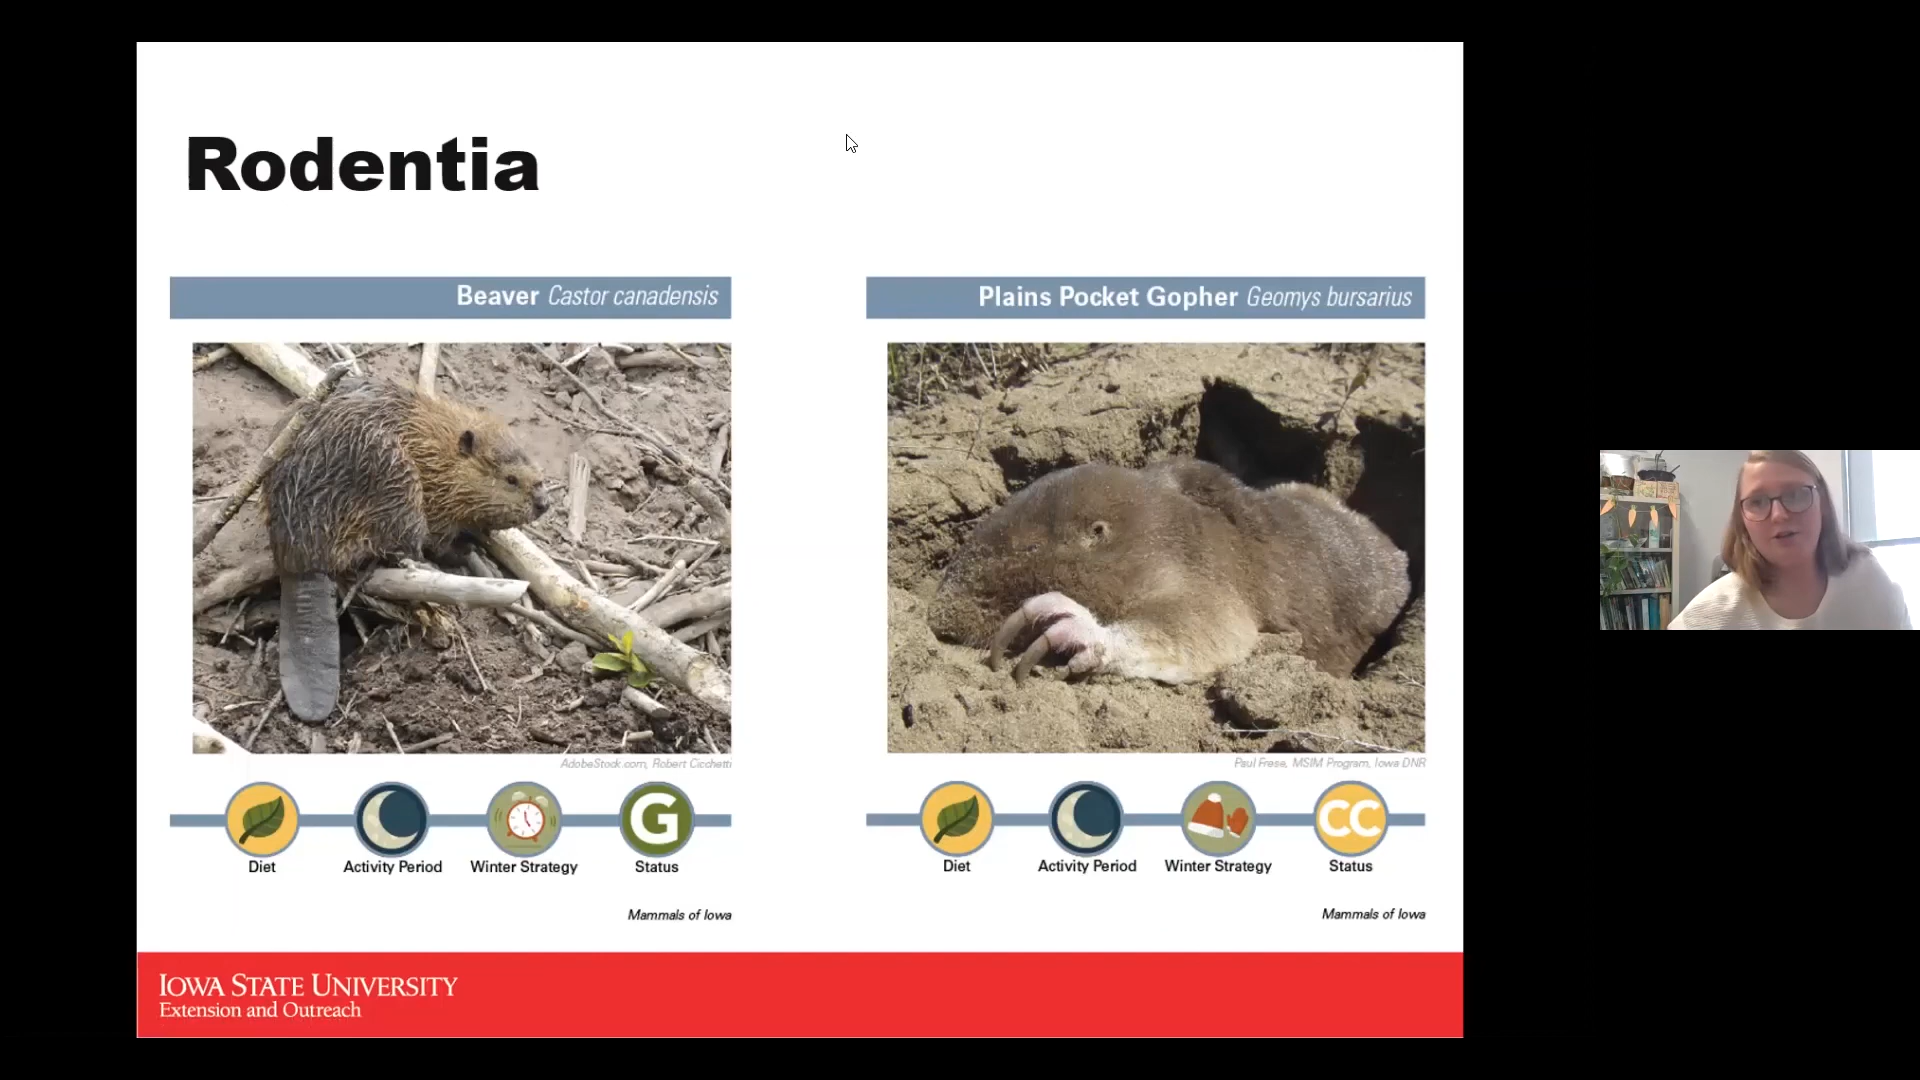 Rodentia
Beaver Castor canadensis
AdobeStock.com, Robert Cicchetti
G
Diet
Activity Period
Winter Strategy
Status
Mammals of Iowa
Plains Pocket Gopher Geomys bursarius
Paul Frese, MSIM Program, Iowa DNR
CC
Diet
Activity Period
Winter Strategy
Status
Mammals of Iowa
IOWA STATE UNIVERSITY
Extension and Outreach